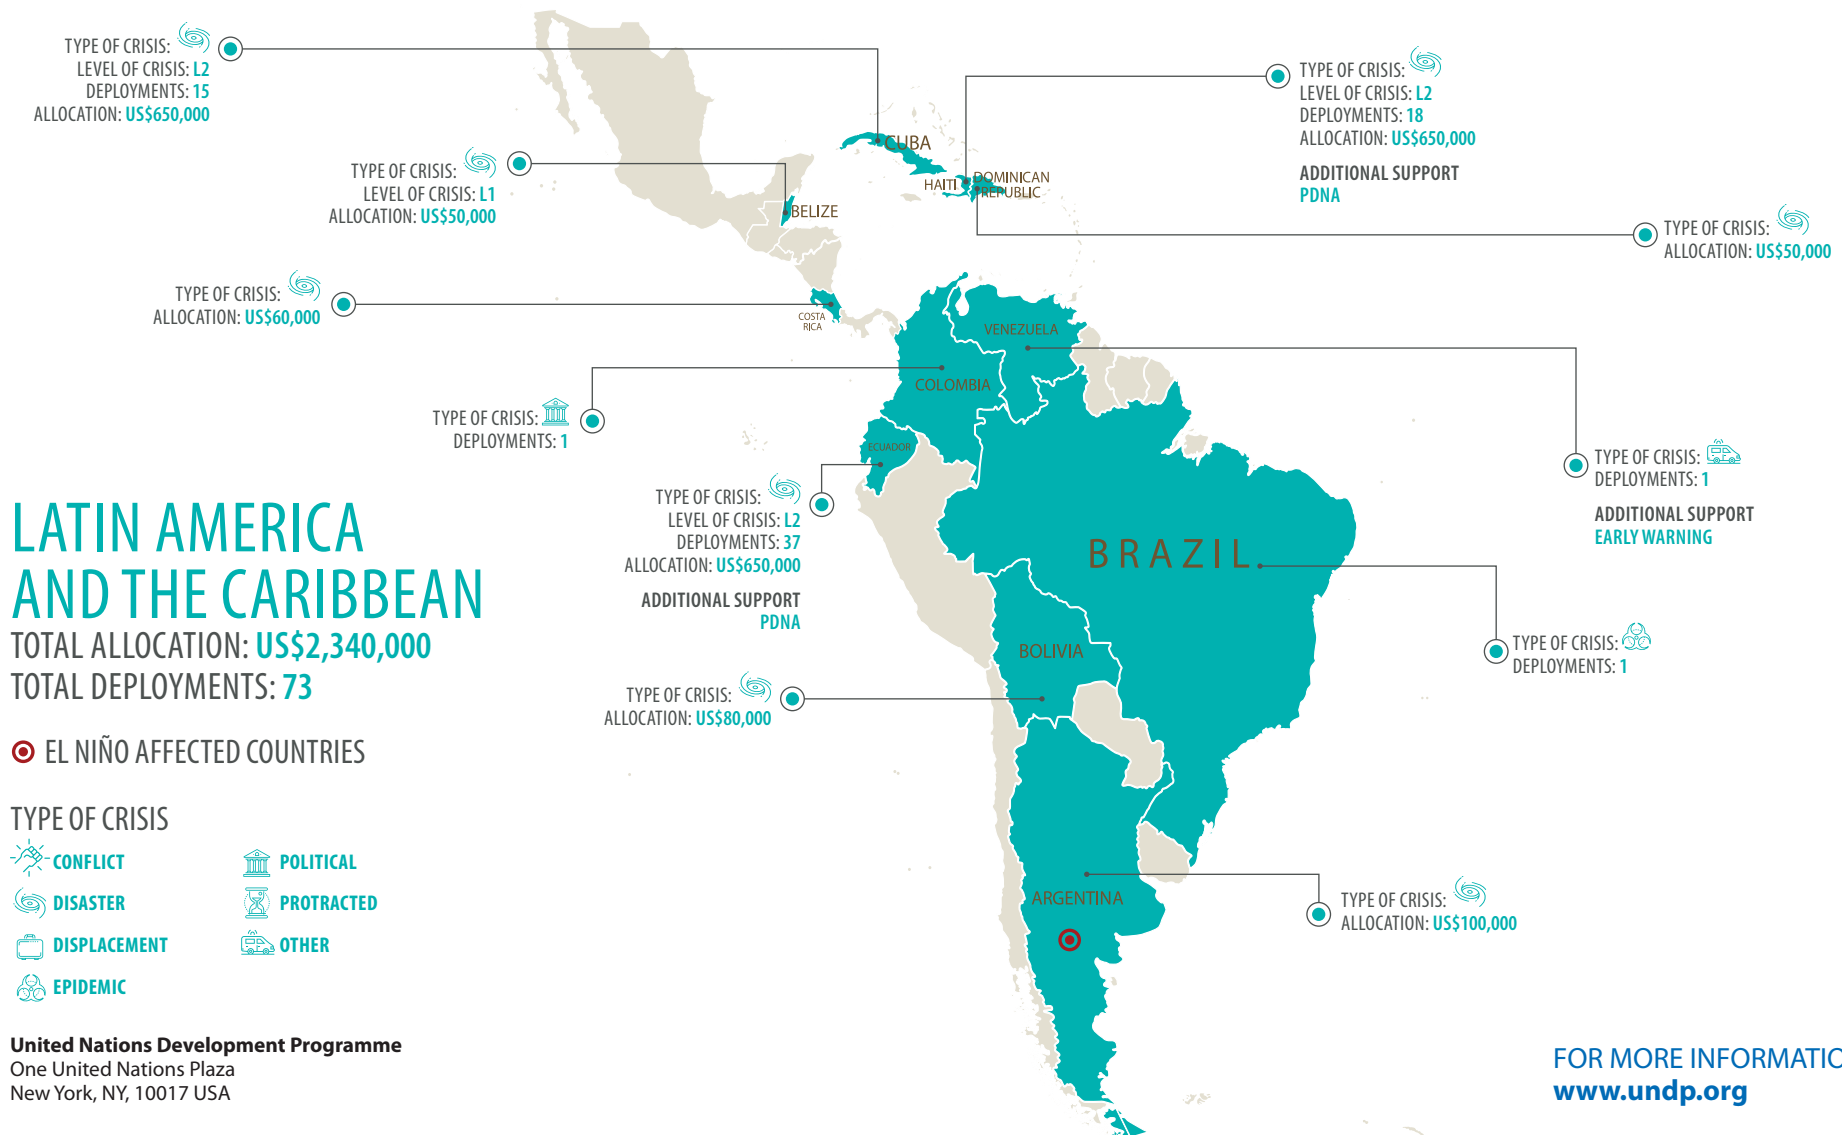 TYPE OF CRISIS:
LEVEL OF CRISIS: L2
DEPLOYMENTS: 15
ALLOCATION: US$650,000
TYPE OF CRISIS:
LEVEL OF CRISIS: L2
DEPLOYMENTS: 18
ALLOCATION: US$650,000
ADDITIONAL SUPPORT
PDNA
TYPE OF CRISIS:
LEVEL OF CRISIS: L1
ALLOCATION: US$50,000
CUBA
HAITI
DOMINICAN
REPUBLIC
BELIZE
TYPE OF CRISIS:
ALLOCATION: US$50,000
TYPE OF CRISIS:
ALLOCATION: US$60,000
COSTA
RICA
VENEZUELA
COLOMBIA
TYPE OF CRISIS:
DEPLOYMENTS: 1
ECUADOR
TYPE OF CRISIS:
DEPLOYMENTS: 1
ADDITIONAL SUPPORT
EARLY WARNING
TYPE OF CRISIS:
LEVEL OF CRISIS: L2
DEPLOYMENTS: 37
ALLOCATION: US$650,000
ADDITIONAL SUPPORT
PDNA
BRAZIL
LATIN AMERICA
AND THE CARIBBEAN
TOTAL ALLOCATION: US$2,340,000
TOTAL DEPLOYMENTS: 73
TYPE OF CRISIS:
DEPLOYMENTS: 1
BOLIVIA
TYPE OF CRISIS:
ALLOCATION: US$80,000
EL NIÑO AFFECTED COUNTRIES
TYPE OF CRISIS
CONFLICT
DISASTER
DISPLACEMENT
EPIDEMIC
POLITICAL
PROTRACTED
OTHER
ARGENTINA
TYPE OF CRISIS:
ALLOCATION: US$100,000
United Nations Development Programme
One United Nations Plaza
New York, NY, 10017 USA
FOR MORE INFORMATIO
www.undp.org